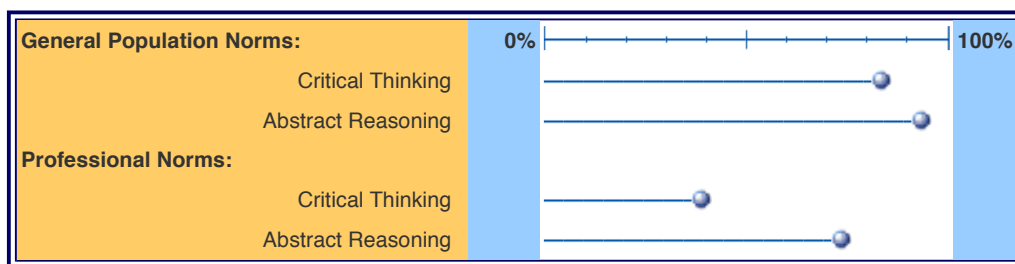 General Population Norms: 0% 100%
Critical Thinking
Abstract Reasoning
Professional Norms:
Critical Thinking
Abstract Reasoning